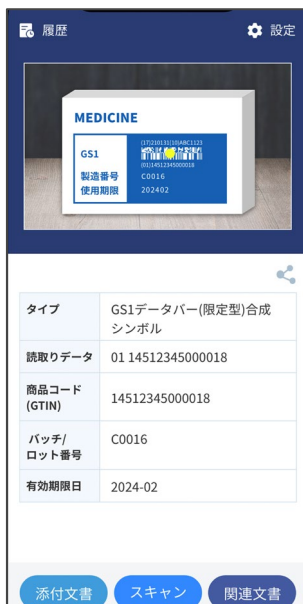 履歴
設定
MEDICINE
(17)210131(10)ABC1123
GS1
(01)14512345000018
製造番号 C0016
使用期限 202402
タイプ GS1データバー(限定型)合成
シンボル
読取りデータ 01 14512345000018
商品コード
(GTIN) 14512345000018
バッチ/
ロット番号 C0016
有効期限日 2024-02
添付文書
スキャン
関連文書